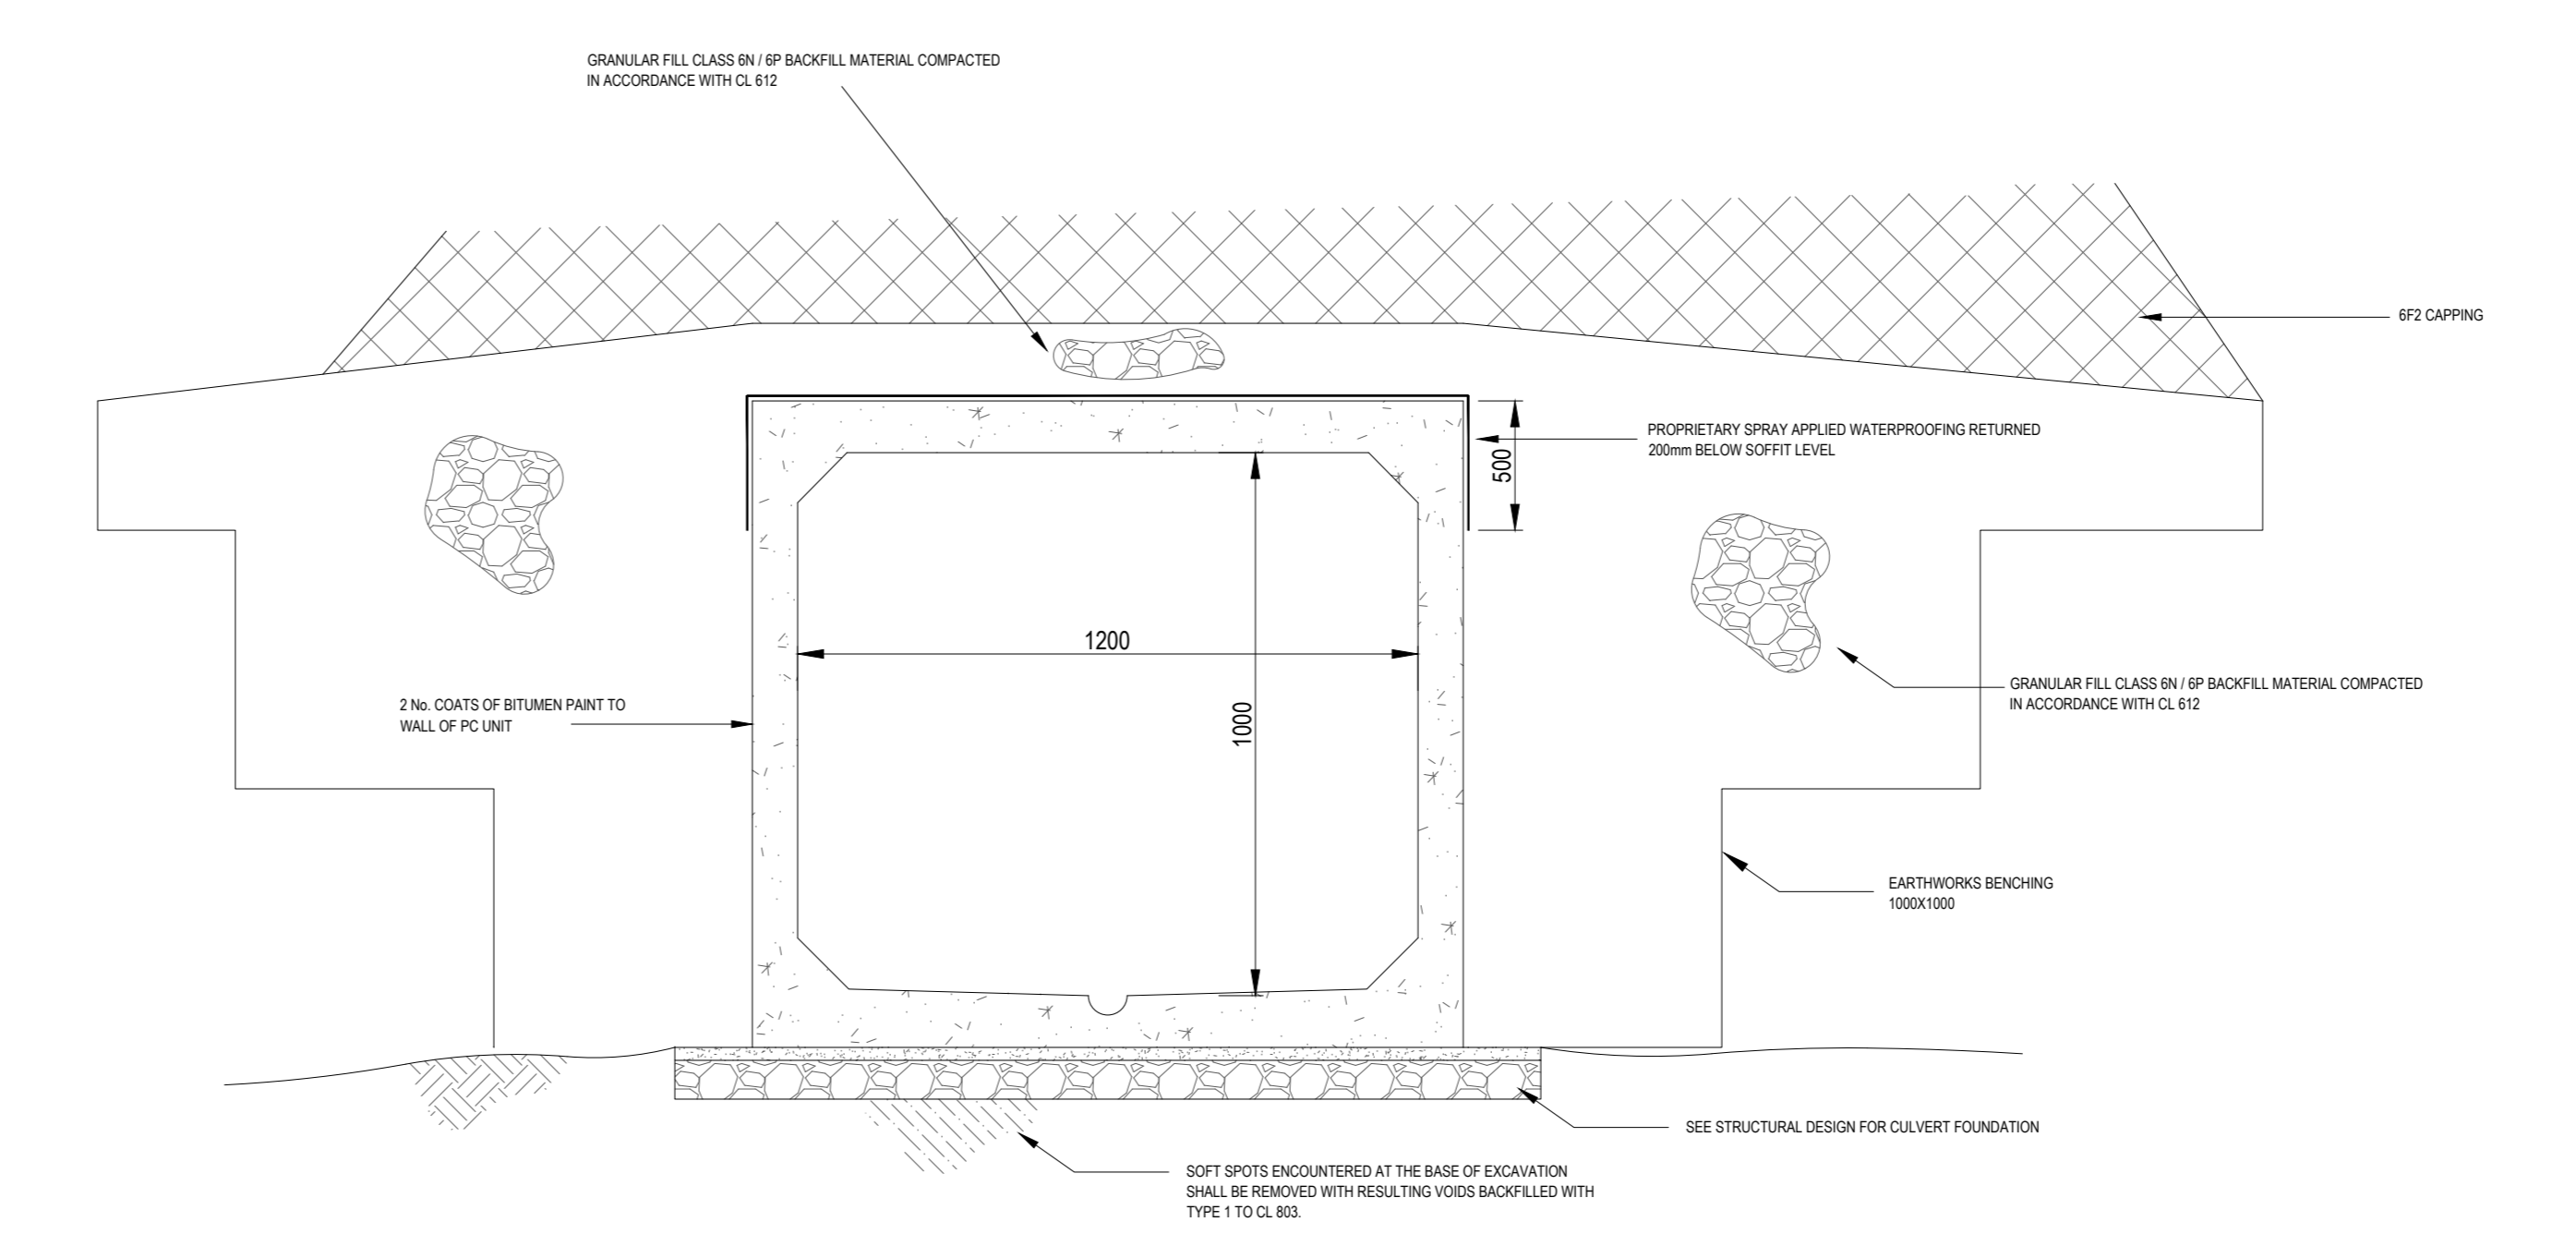 GRANULAR FILL CLASS 6N / 6P BACKFILL MATERIAL COMPACTED
IN ACCORDANCE WITH CL 612
6F2 CAPPING
PROPRIETARY SPRAY APPLIED WATERPROOFING RETURNED
200mm BELOW SOFFIT LEVEL
500
1200
1000
2 No. COATS OF BITUMEN PAINT TO
WALL OF PC UNIT
GRANULAR FILL CLASS 6N / 6P BACKFILL MATERIAL COMPACTED
IN ACCORDANCE WITH CL 612
EARTHWORKS BENCHING
1000X1000
SEE STRUCTURAL DESIGN FOR CULVERT FOUNDATION
SOFT SPOTS ENCOUNTERED AT THE BASE OF EXCAVATION
SHALL BE REMOVED WITH RESULTING VOIDS BACKFILLED WITH
TYPE 1 TO CL 803.